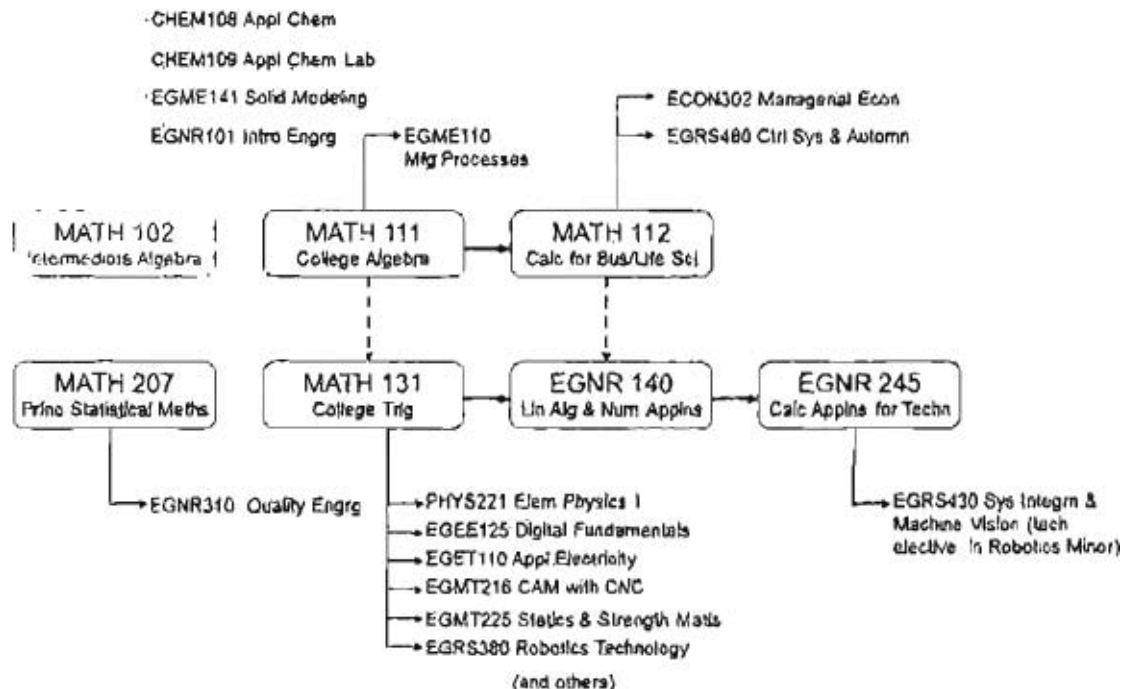 CHEM108 Appl Chem
CHEM109 Appl Chem Lab
EGME141 Solid Modeling
EGNR101 Intro Engrg
EGME110
Mfg Processes
ECON302 Managerial Econ
EGRS480 Ctrl Sys & Automn
MATH 102
Intermediate Algebra
MATH 111
College Algebra
MATH 112
Calc for Bus/Life Sci
MATH 207
Princ Statistical Meths
MATH 131
College Trig
EGNR 140
Lin Alg & Num Applns
EGNR 245
Calc Applns for Techn
EGNR310 Quality Engrg
PHYS221 Elem Physics I
EGEE125 Digital Fundamentals
EGET110 Appl Electricity
EGMT216 CAM with CNC
EGMT225 Statics & Strength Matls
EGRS380 Robotics Technology
(and others)
EGRS430 Sys Integrn &
Machine Vision (tech
elective in Robotics Minor)